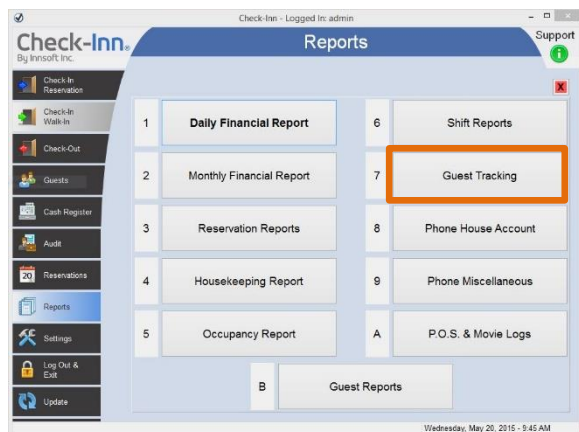 Check-Inn - Logged In: admin
Check-Inn®
By Innsoft Inc.
Reports
Support
Check-In
Reservation
Check-In
Walk-In
Check-Out
Guests
Cash Register
Audit
20
Reservations
Reports
Settings
Log Out &
Exit
Update
X
1 Daily Financial Report
6 Shift Reports
2 Monthly Financial Report
7 Guest Tracking
3 Reservation Reports
8 Phone House Account
4 Housekeeping Report
9 Phone Miscellaneous
5 Occupancy Report
A P.O.S. & Movie Logs
B Guest Reports
Wednesday, May 20, 2015 - 9:45 AM